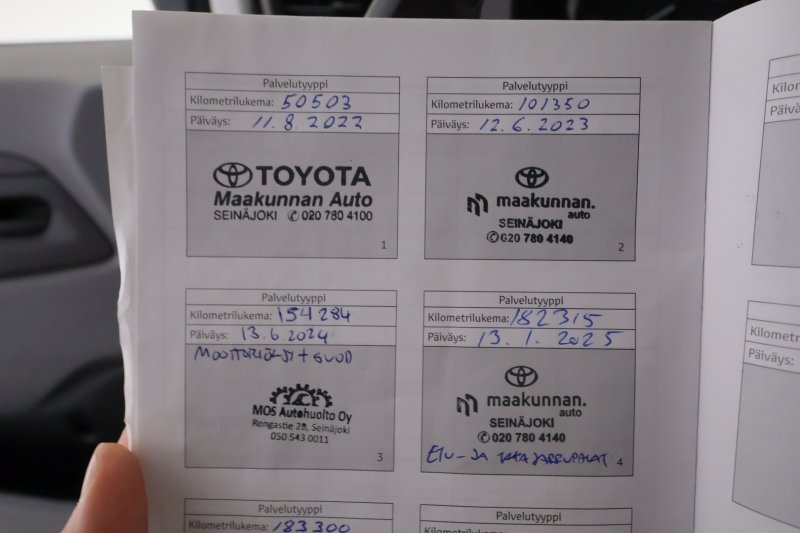 Palvelutyyppi
Kilometrilukema: 50503
Päiväys: 11.8.2022
TOYOTA
Maakunnan Auto
SEINÄJOKI ✆ 020 780 4100
1
Palvelutyyppi
Kilometrilukema: 101350
Päiväys: 12.6.2023
maakunnan.
auto
SEINÄJOKI
✆ 020 780 4140
2
Palvelutyyppi
Kilometrilukema: 154284
Päiväys: 13.6.2024
MOOTTORIÖLJYT + SUOD
MOS Autohuolto Oy
Rengastie 28, Seinäjoki
050 543 0011
3
Palvelutyyppi
Kilometrilukema: 182315
Päiväys: 13.1.2025
maakunnan.
auto
SEINÄJOKI
✆ 020 780 4140
ETU- JA TAKAJARRUPALAT
4
Palvelutyyppi
Kilometrilukema: 183300
Palvelutyyppi
Kilometrilukema:
Päiväys: